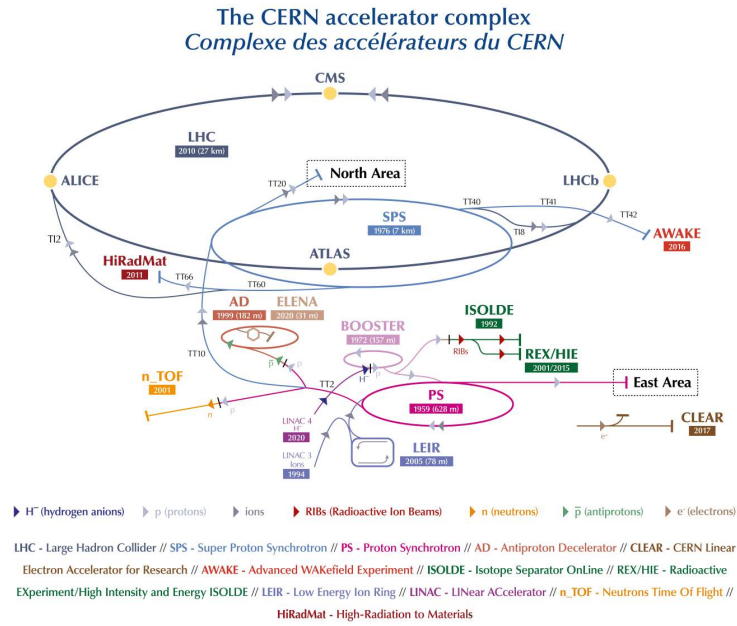 The CERN accelerator complex
Complexe des accélérateurs du CERN
CMS
LHC
2010 (27 km)
North Area
ALICE
TT20
LHCb
TT40
TT41
SPS
1976 (7 km)
TT42
TI8
TI2
AWAKE
2016
ATLAS
HiRadMat
2011
TT66
TT60
AD
1999 (182 m)
ELENA
2020 (31 m)
ISOLDE
1992
BOOSTER
1972 (157 m)
RIBs
REX/HIE
2001/2015
TT10
p̅
p
H⁻
p
n_TOF
2001
TT2
East Area
PS
1959 (628 m)
n
p
LINAC 4
H⁻
2020
CLEAR
2017
e⁻
LINAC 3
Ions
1994
LEIR
2005 (78 m)
H⁻ (hydrogen anions)
p (protons)
ions
RIBs (Radioactive Ion Beams)
n (neutrons)
p̅ (antiprotons)
e⁻ (electrons)
LHC - Large Hadron Collider // SPS - Super Proton Synchrotron // PS - Proton Synchrotron // AD - Antiproton Decelerator // CLEAR - CERN Linear
Electron Accelerator for Research // AWAKE - Advanced WAKefield Experiment // ISOLDE - Isotope Separator OnLine // REX/HIE - Radioactive
EXperiment/High Intensity and Energy ISOLDE // LEIR - Low Energy Ion Ring // LINAC - LINear ACcelerator // n_TOF - Neutrons Time Of Flight //
HiRadMat - High-Radiation to Materials